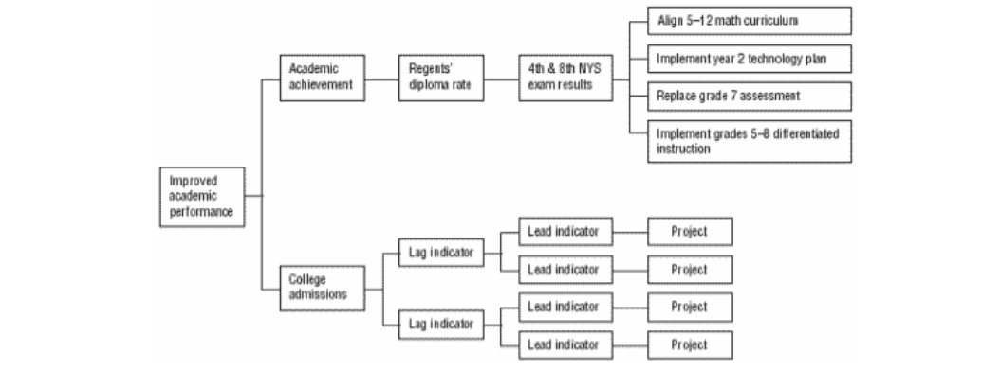 Align 5–12 math curriculum
Academic
achievement
Regents'
diploma rate
4th & 8th NYS
exam results
Implement year 2 technology plan
Replace grade 7 assessment
Implement grades 5–8 differentiated
instruction
Improved
academic
performance
College
admissions
Lag indicator
Lead indicator
Project
Lead indicator
Project
Lag indicator
Lead indicator
Project
Lead indicator
Project